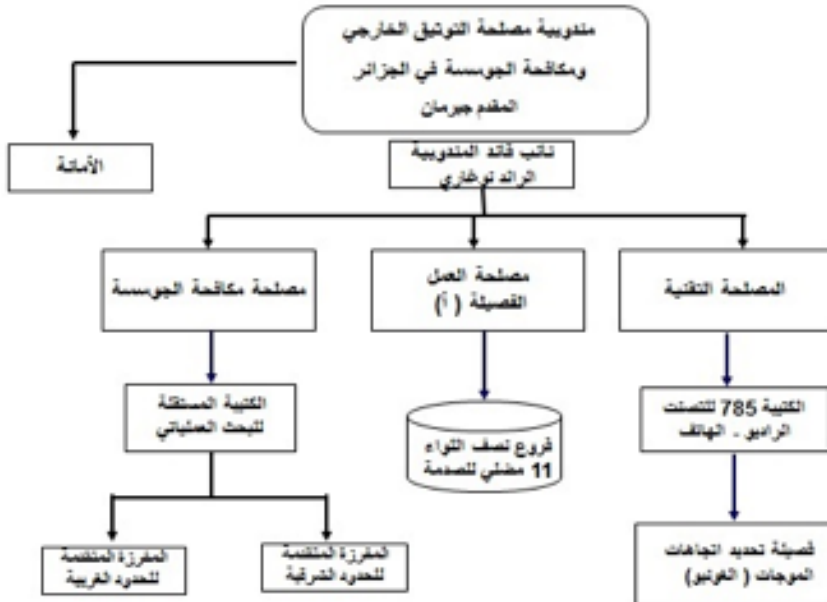 مندوبية مصلحة التوثيق الخارجي
ومكافحة الجوسسة في الجزائر
المقدم جيرمان
الأمانة
نائب قائد المندوبية
الرائد نوغاري
مصلحة مكافحة الجوسسة
مصلحة العمل
الفصيلة ( أ)
المصلحة التقنية
الكتيبة المستقلة
للبحث العملياتي
فروع نصف اللواء
11 مضلي للصدمة
الكتيبة 785 للتنصت
الراديو - الهاتف
المفرزة المتقدمة
للحدود الغربية
المفرزة المتقدمة
للحدود الشرقية
فصيلة تحديد اتجاهات
الموجات ( الغونيو)